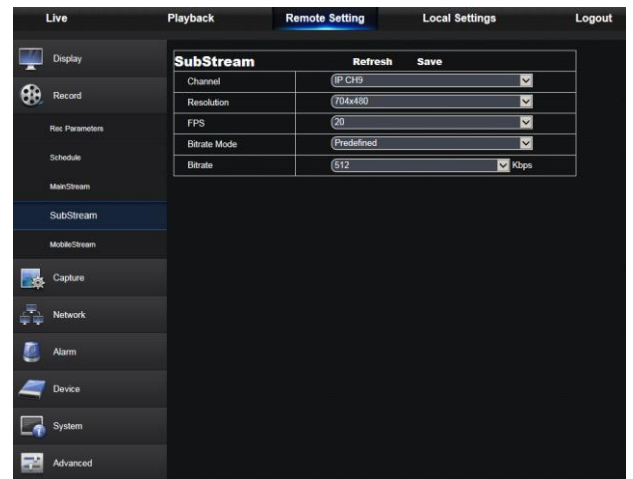 Live Playback Remote Setting Local Settings Logout
Display
Record
Rec Parameters
Schedule
MainStream
SubStream
MobileStream
Capture
Network
Alarm
Device
System
Advanced
SubStream Refresh Save
Channel IP CH9
Resolution 704x480
FPS 20
Bitrate Mode Predefined
Bitrate 512 Kbps